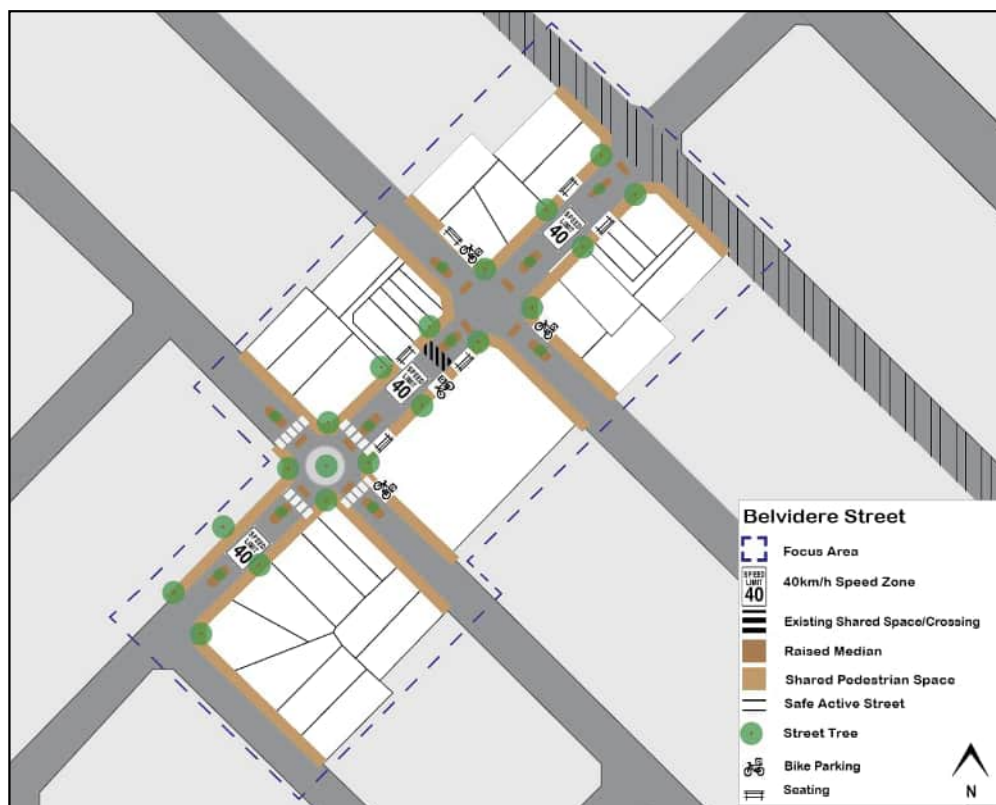 SPEED
LIMIT
40
SPEED
LIMIT
40
SPEED
LIMIT
40
Belvidere Street
Focus Area
SPEED
LIMIT
40
40km/h Speed Zone
Existing Shared Space/Crossing
Raised Median
Shared Pedestrian Space
Safe Active Street
Street Tree
Bike Parking
Seating
N